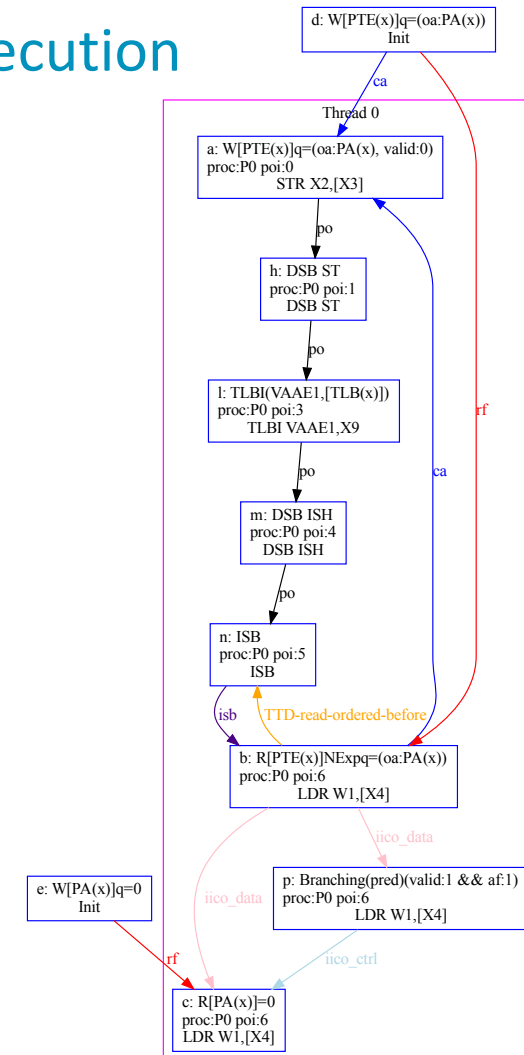 ecution
d: W[PTE(x)]q=(oa:PA(x))
Init
ca
Thread 0
a: W[PTE(x)]q=(oa:PA(x), valid:0)
proc:P0 poi:0
STR X2,[X3]
po
h: DSB ST
proc:P0 poi:1
DSB ST
po
l: TLBI(VAAE1,[TLB(x)])
proc:P0 poi:3
TLBI VAAE1,X9
rf
po
ca
m: DSB ISH
proc:P0 poi:4
DSB ISH
po
n: ISB
proc:P0 poi:5
ISB
isb
TTD-read-ordered-before
b: R[PTE(x)]NExpq=(oa:PA(x))
proc:P0 poi:6
LDR W1,[X4]
iico_data
p: Branching(pred)(valid:1 && af:1)
proc:P0 poi:6
LDR W1,[X4]
e: W[PA(x)]q=0
Init
iico_data
rf
iico_ctrl
c: R[PA(x)]=0
proc:P0 poi:6
LDR W1,[X4]